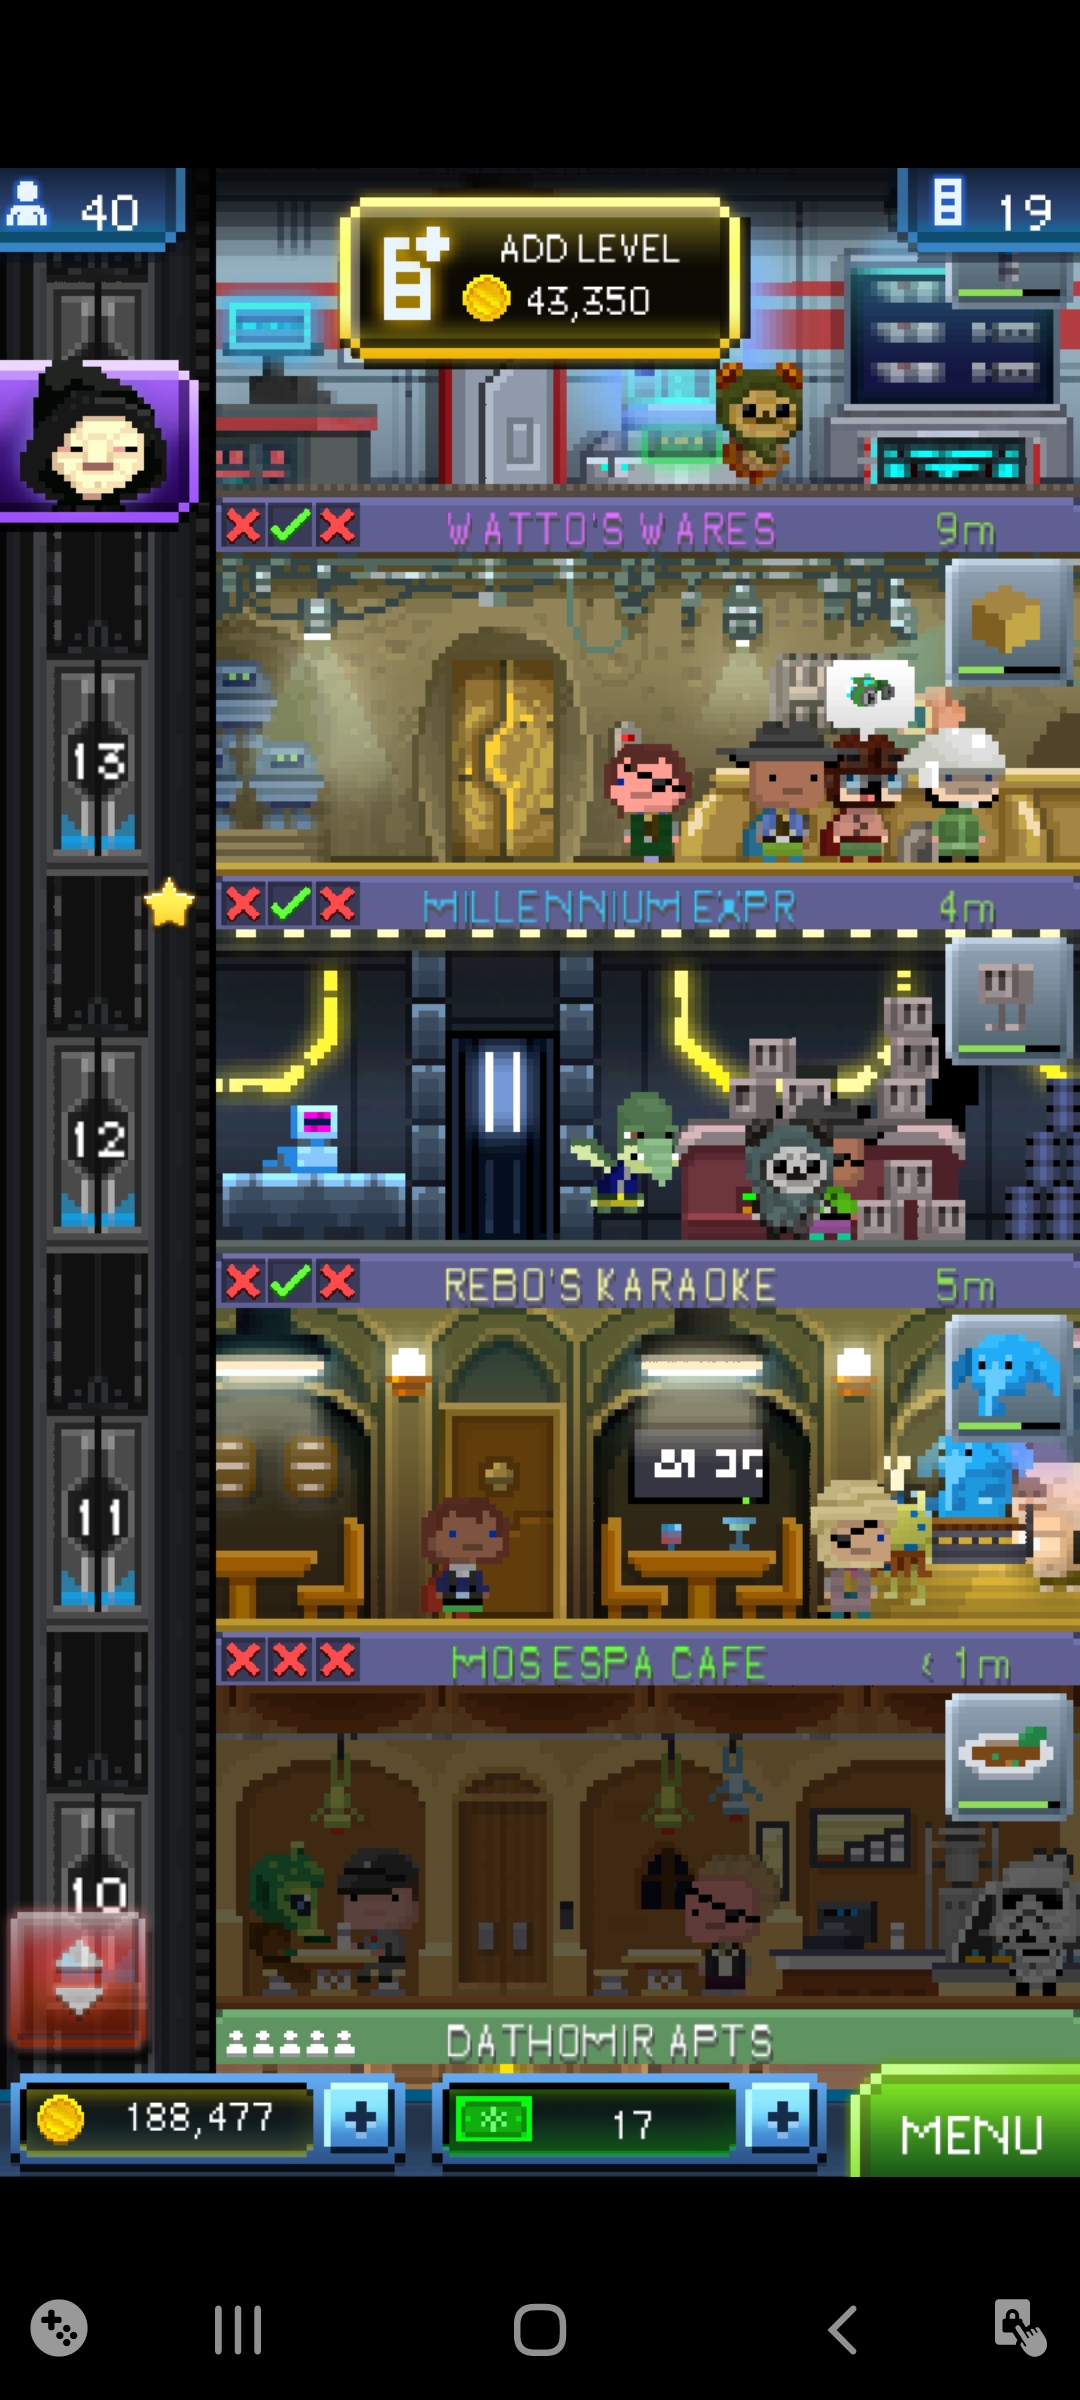 40
ADD LEVEL
43,350
19
WATTO'S WARES
9m
13
MILLENNIUM EXPR
4m
12
REBO'S KARAOKE
5m
11
MOS ESPA CAFE
< 1m
10
DATHOMIR APTS
188,477
17
MENU